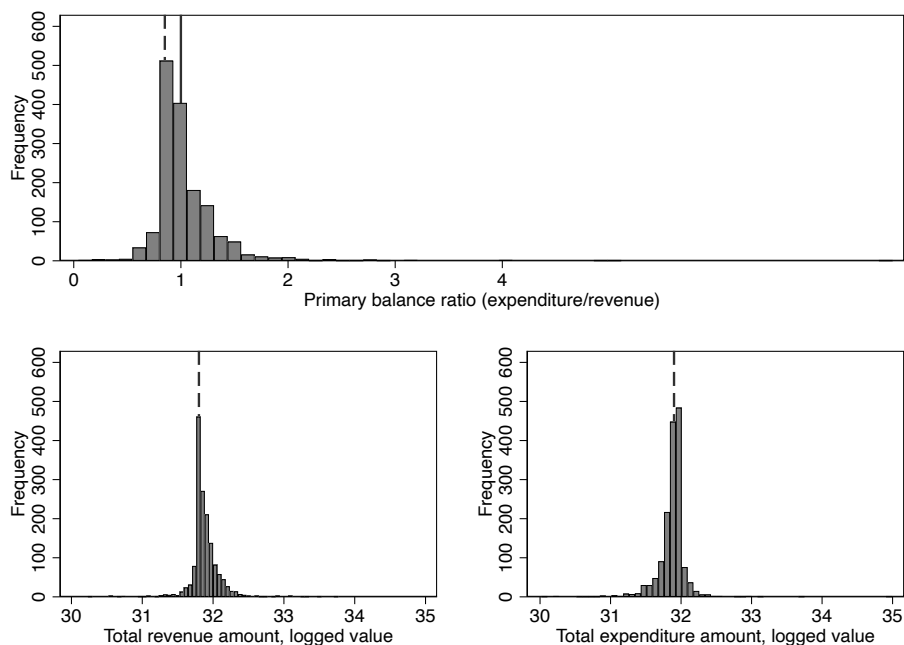 Frequency
0 100 200 300 400 500 600
0 1 2 3 4
Primary balance ratio (expenditure/revenue)
Frequency
0 100 200 300 400 500 600
30 31 32 33 34 35
Total revenue amount, logged value
Frequency
0 100 200 300 400 500 600
30 31 32 33 34 35
Total expenditure amount, logged value